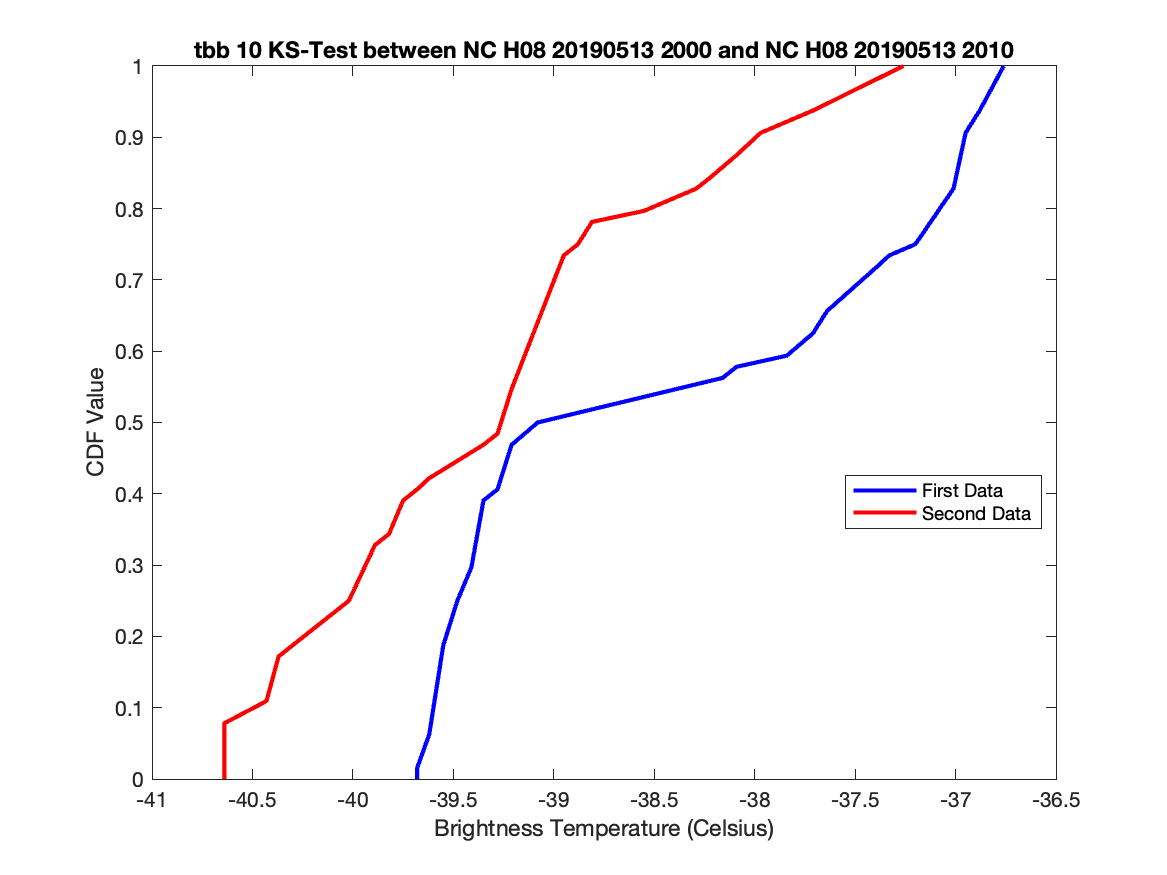 tbb 10 KS-Test between NC H08 20190513 2000 and NC H08 20190513 2010
1
0.9
0.8
0.7
0.6
0.5
0.4
0.3
0.2
0.1
0
CDF Value
First Data
Second Data
-41 -40.5 -40 -39.5 -39 -38.5 -38 -37.5 -37 -36.5
Brightness Temperature (Celsius)